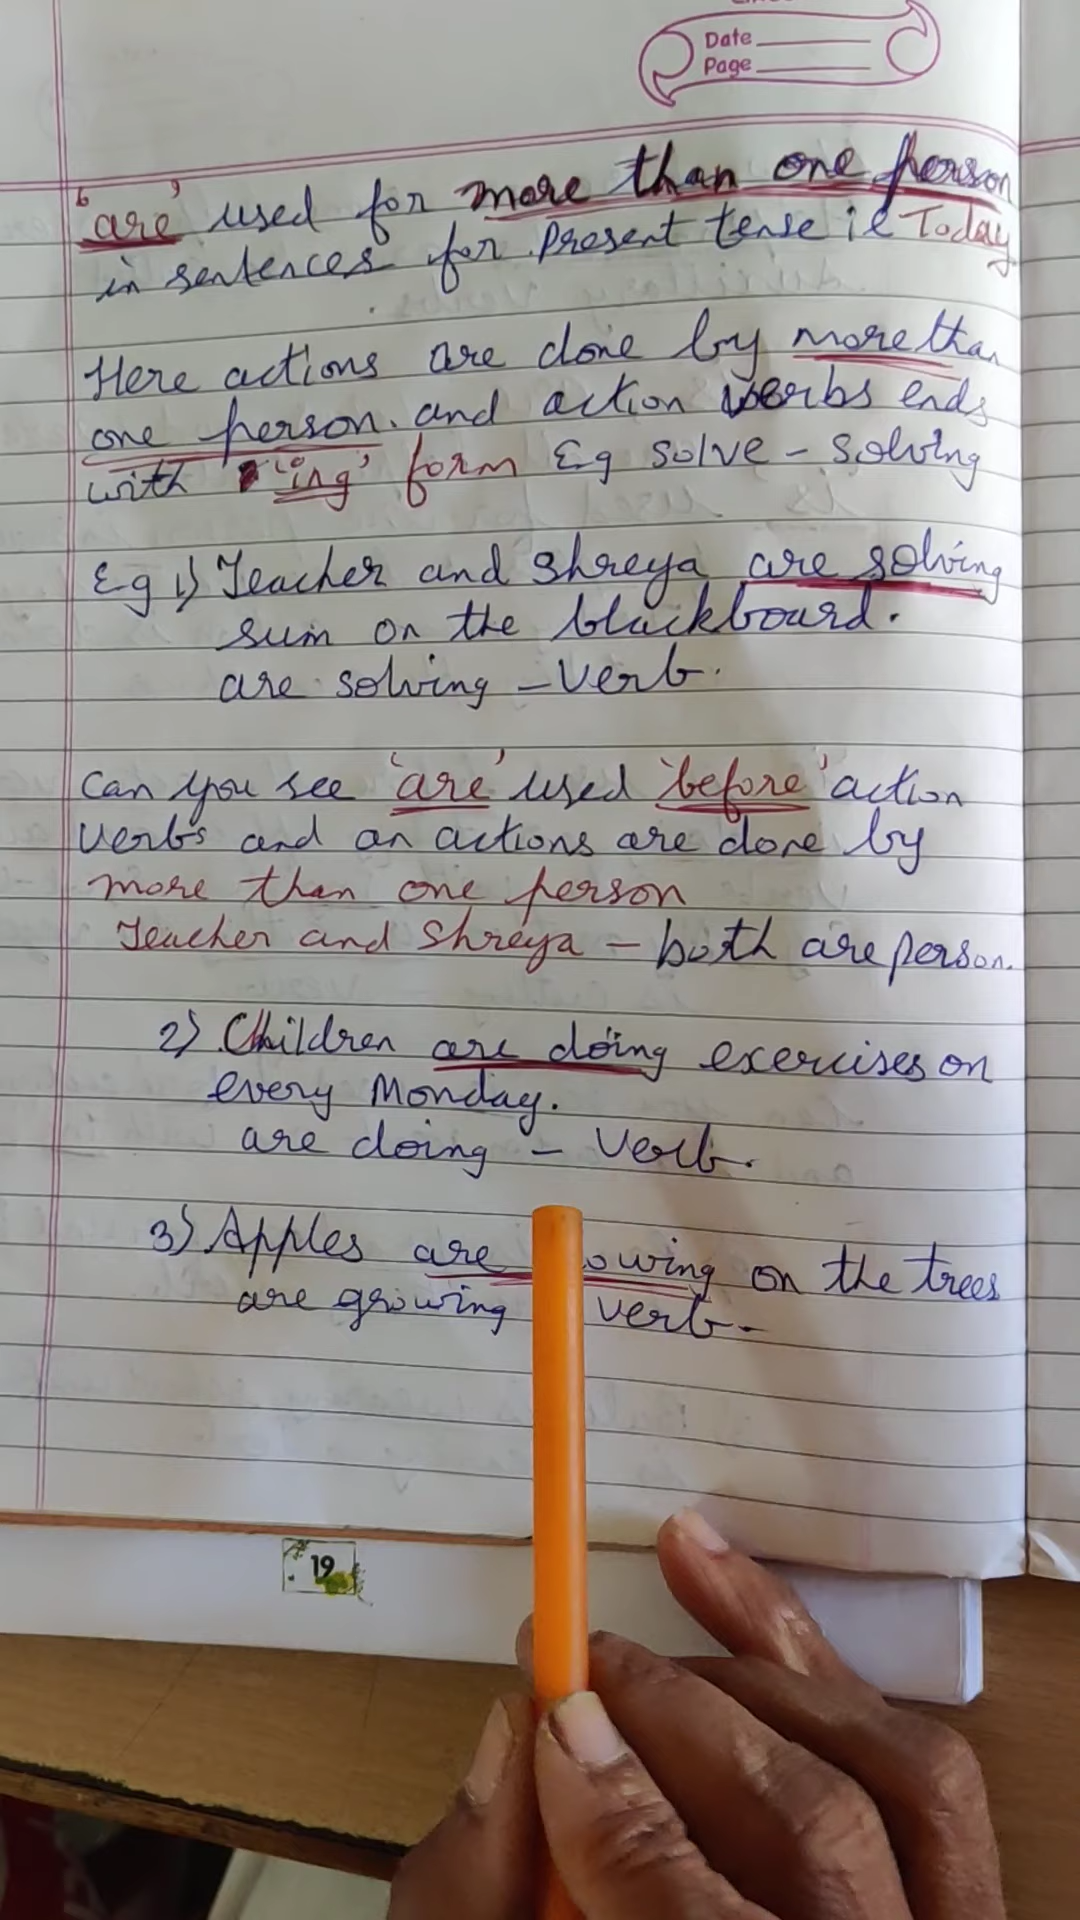 Date
Page
'are' used for more than one person
in sentences for Present tense ie Today
Here actions are done by more than
one person. and action verbs ends
with 'ing' form Eg solve - solving
Eg 1) Teacher and Shreya are solving
sum on the blackboard.
are solving - Verb.
Can you see 'are' used 'before' action
verbs and an actions are done by
more than one person
Teacher and Shreya - both are person.
2) Children are doing exercises on
every Monday.
are doing - Verb.
3) Apples are owing on the trees
are growing verb.
19